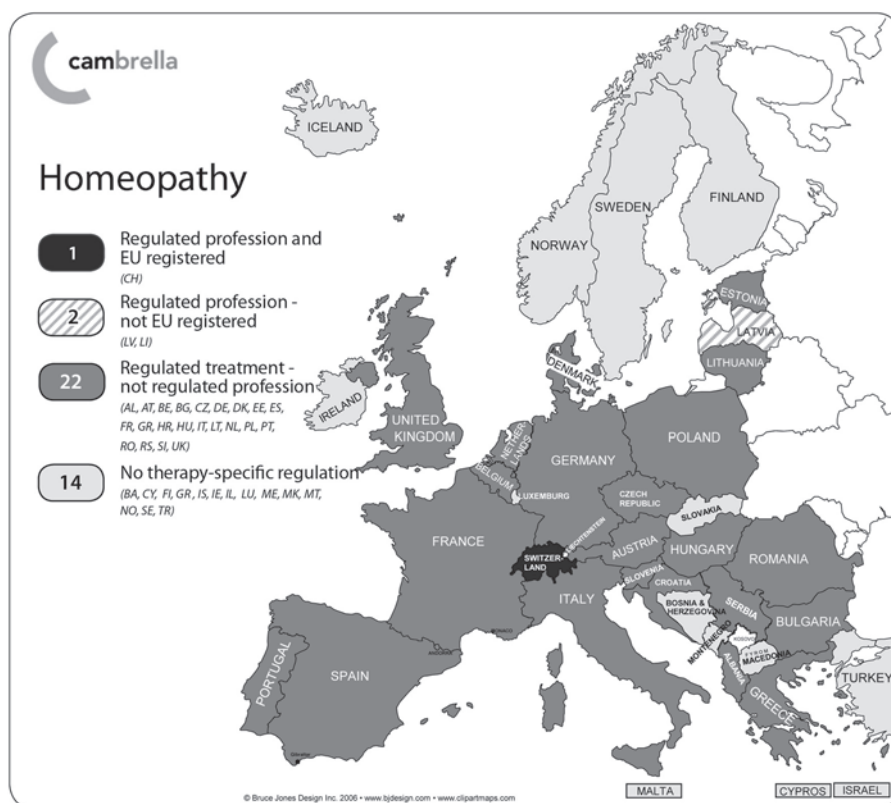 cambrella
Homeopathy
1
Regulated profession and
EU registered
(CH)
2
Regulated profession -
not EU registered
(LV, LI)
22
Regulated treatment -
not regulated profession
(AL, AT, BE, BG, CZ, DE, DK, EE, ES,
FR, GR, HR, HU, IT, LT, NL, PL, PT,
RO, RS, SI, UK)
14
No therapy-specific regulation
(BA, CY, FI, GR, IS, IE, IL, LU, ME, MK, MT,
NO, SE, TR)
ICELAND
NORWAY
SWEDEN
FINLAND
ESTONIA
LATVIA
LITHUANIA
DENMARK
IRELAND
UNITED
KINGDOM
NETHER-
LANDS
BELGIUM
LUXEMBURG
GERMANY
POLAND
CZECH
REPUBLIC
SLOVAKIA
FRANCE
SWITZER-
LAND
LIECHTENSTEIN
AUSTRIA
HUNGARY
ROMANIA
SLOVENIA
CROATIA
ITALY
BOSNIA &
HERZEGOVINA
SERBIA
BULGARIA
MONTENEGRO
KOSOVO
FYROM
MACEDONIA
ALBANIA
GREECE
TURKEY
MONACO
ANDORRA
PORTUGAL
SPAIN
Gibraltar
MALTA
CYPROS
ISRAEL
© Bruce Jones Design Inc. 2006 • www.bjdesign.com • www.clipartmaps.com